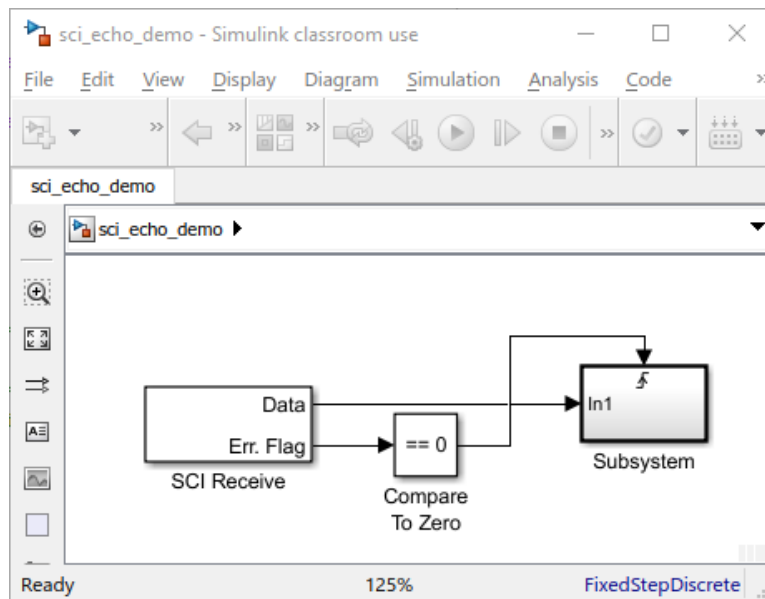 sci_echo_demo - Simulink classroom use
File Edit View Display Diagram Simulation Analysis Code »
» » » »
sci_echo_demo
sci_echo_demo
Data
Err. Flag
SCI Receive
== 0
Compare
To Zero
In1
Subsystem
Ready 125% FixedStepDiscrete